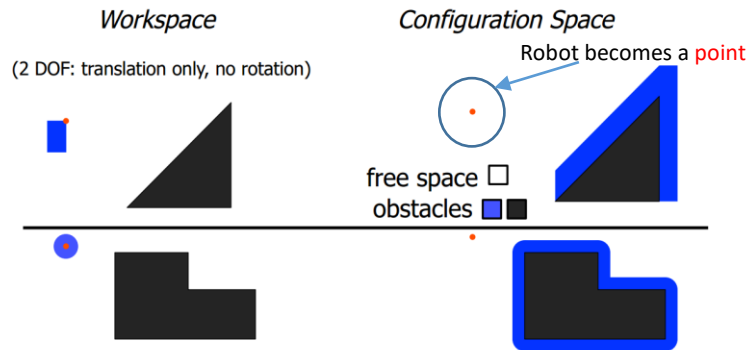 Workspace
Configuration Space
Robot becomes a point
(2 DOF: translation only, no rotation)
free space
obstacles